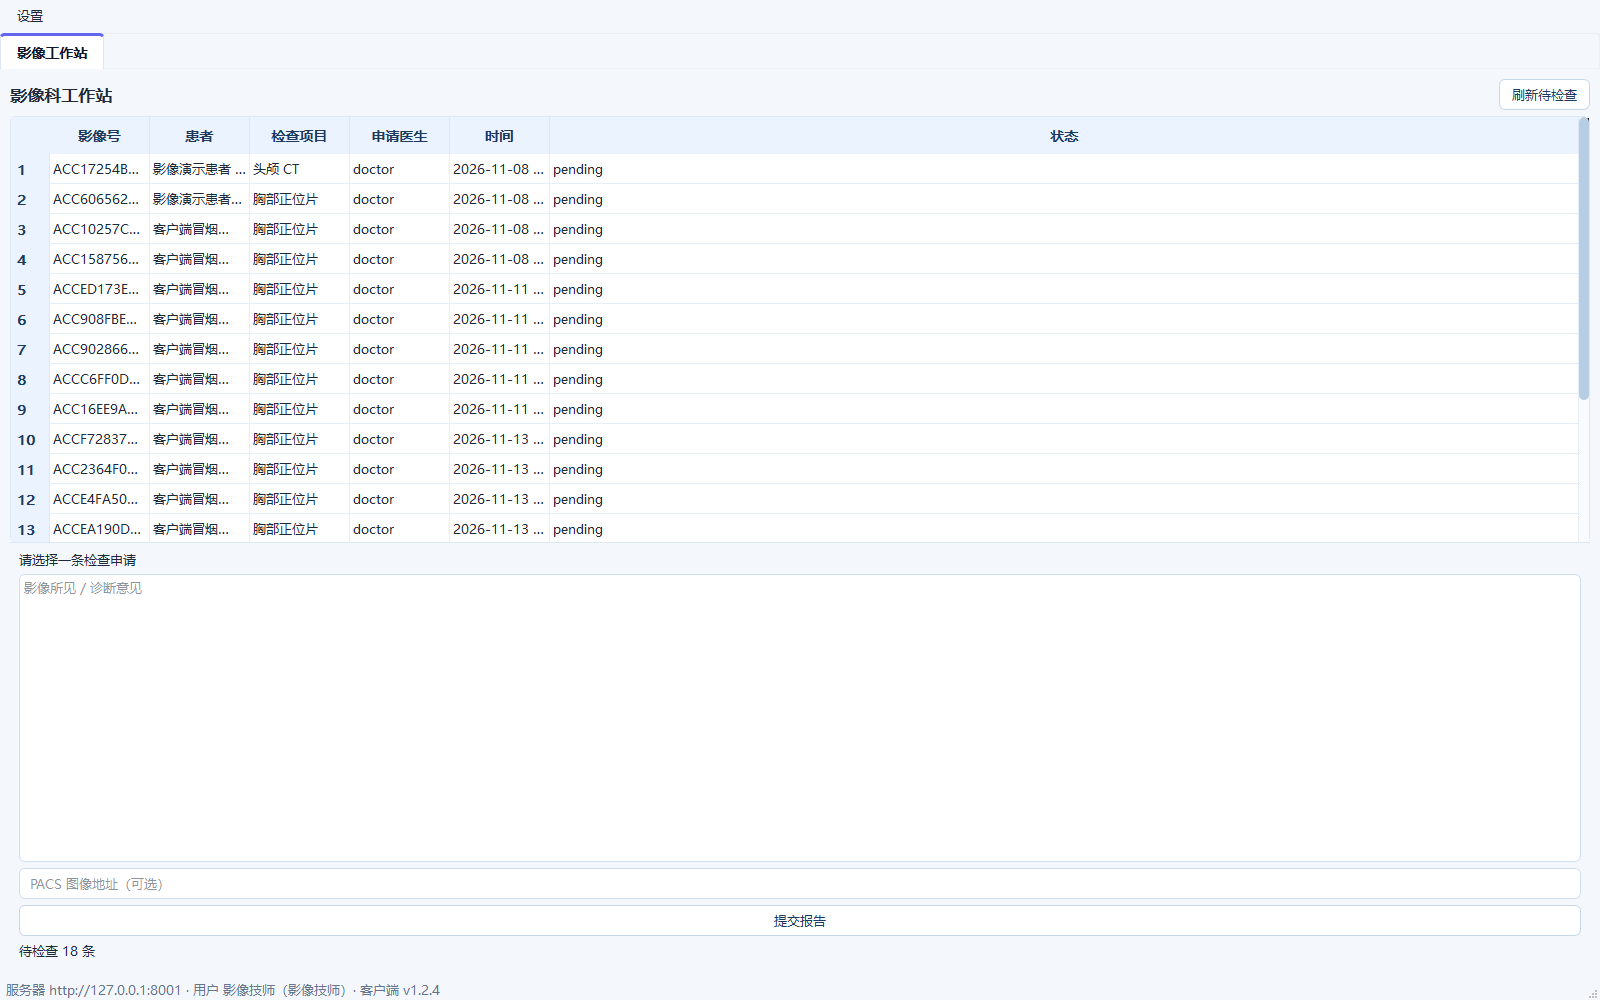 设置
影像工作站
影像科工作站
刷新待检查
影像号 患者 检查项目 申请医生 时间 状态
1 ACC17254B... 影像演示患者 ... 头颅 CT doctor 2026-11-08 ... pending
2 ACC606562... 影像演示患者... 胸部正位片 doctor 2026-11-08 ... pending
3 ACC10257C... 客户端冒烟... 胸部正位片 doctor 2026-11-08 ... pending
4 ACC158756... 客户端冒烟... 胸部正位片 doctor 2026-11-08 ... pending
5 ACCED173E... 客户端冒烟... 胸部正位片 doctor 2026-11-11 ... pending
6 ACC908FBE... 客户端冒烟... 胸部正位片 doctor 2026-11-11 ... pending
7 ACC902866... 客户端冒烟... 胸部正位片 doctor 2026-11-11 ... pending
8 ACCC6FF0D... 客户端冒烟... 胸部正位片 doctor 2026-11-11 ... pending
9 ACC16EE9A... 客户端冒烟... 胸部正位片 doctor 2026-11-11 ... pending
10 ACCF72837... 客户端冒烟... 胸部正位片 doctor 2026-11-13 ... pending
11 ACC2364F0... 客户端冒烟... 胸部正位片 doctor 2026-11-13 ... pending
12 ACCE4FA50... 客户端冒烟... 胸部正位片 doctor 2026-11-13 ... pending
13 ACCEA190D... 客户端冒烟... 胸部正位片 doctor 2026-11-13 ... pending
请选择一条检查申请
影像所见 / 诊断意见
PACS 图像地址（可选）
提交报告
待检查 18 条
服务器 http://127.0.0.1:8001 · 用户 影像技师（影像技师）· 客户端 v1.2.4